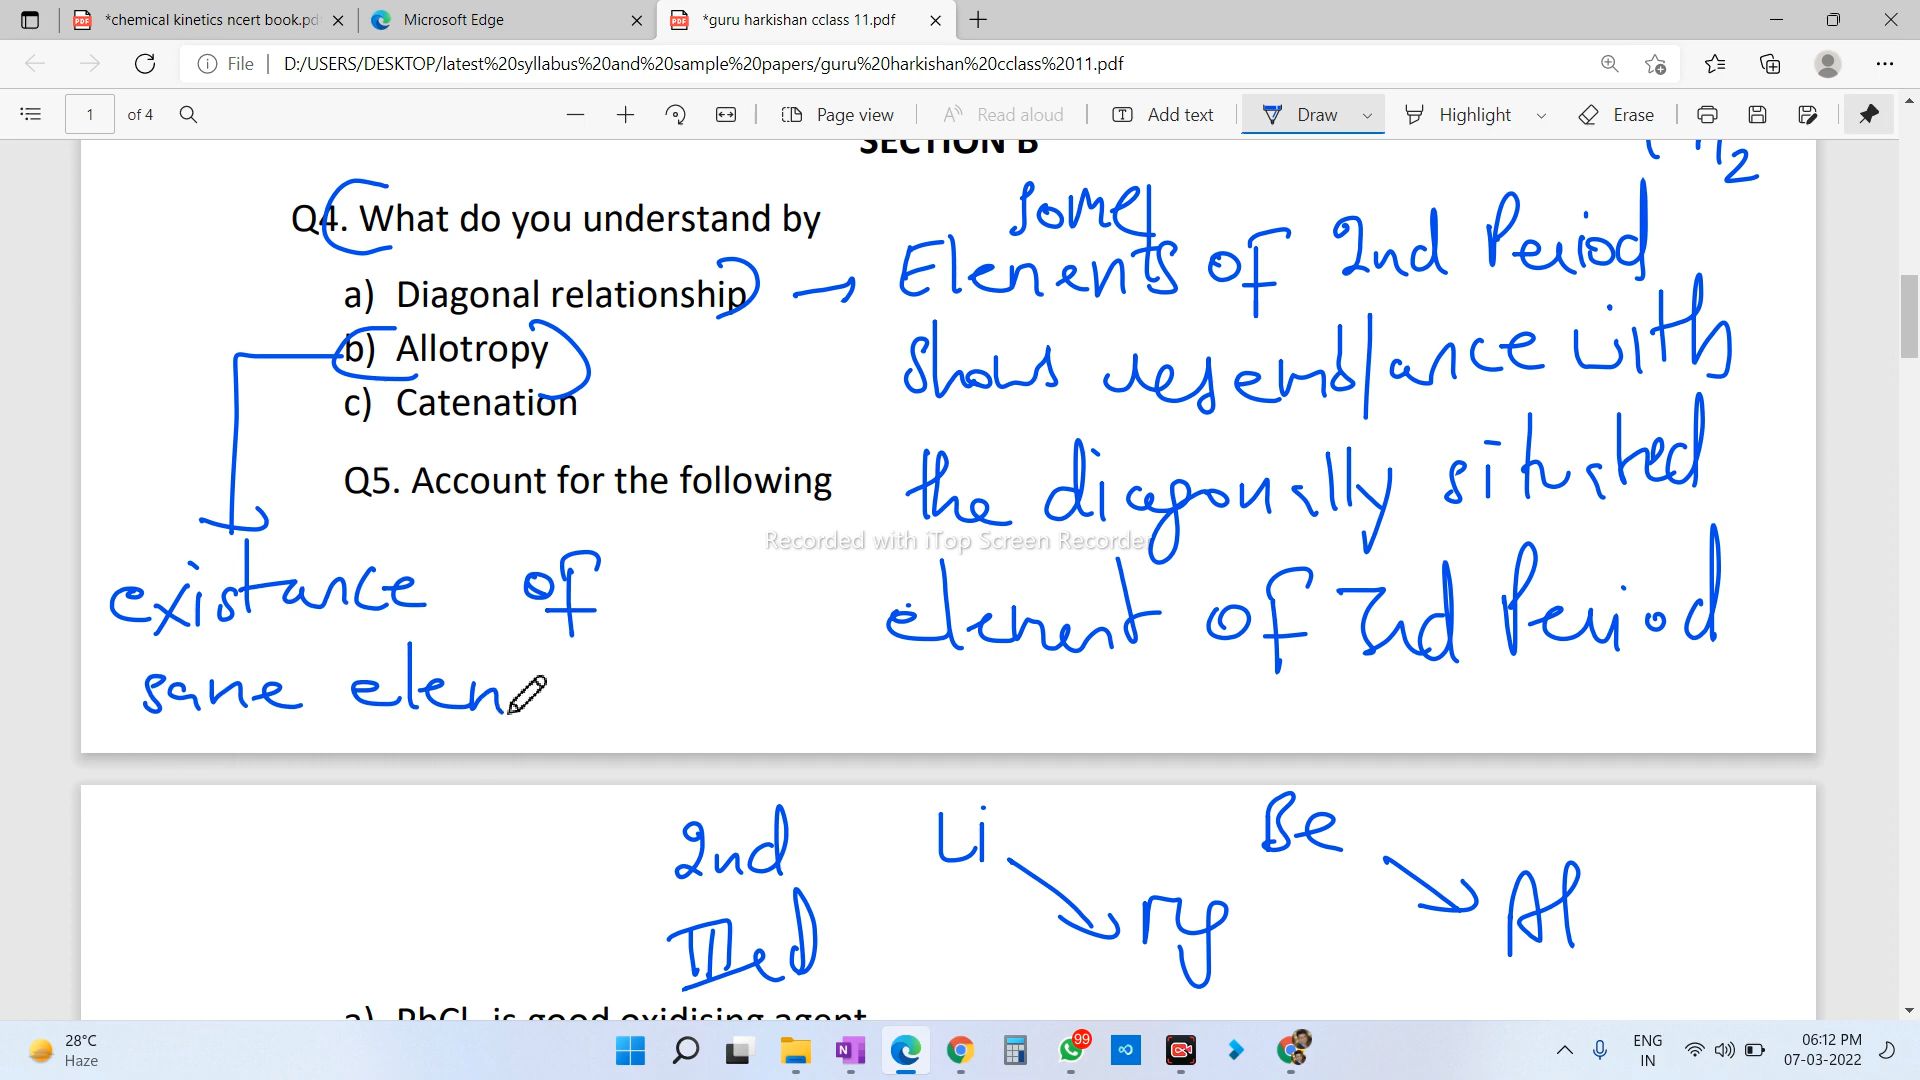 *chemical kinetics ncert book.pd
Microsoft Edge
*guru harkishan cclass 11.pdf
File
D:/USERS/DESKTOP/latest%20syllabus%20and%20sample%20papers/guru%20harkishan%20cclass%2011.pdf
1 of 4
Page view
Read aloud
Add text
Draw
Highlight
Erase
SECTION B
Q4. What do you understand by
a) Diagonal relationship
b) Allotropy
c) Catenation
Q5. Account for the following
some
Elements of 2nd Period
shows resemblance with
the diagonally situated
element of 3rd Period
existance of
same elem
Recorded with iTop Screen Recorder
2nd Li Be
IIIrd Mg Al
28°C
Haze
99
ENG
IN
06:12 PM
07-03-2022